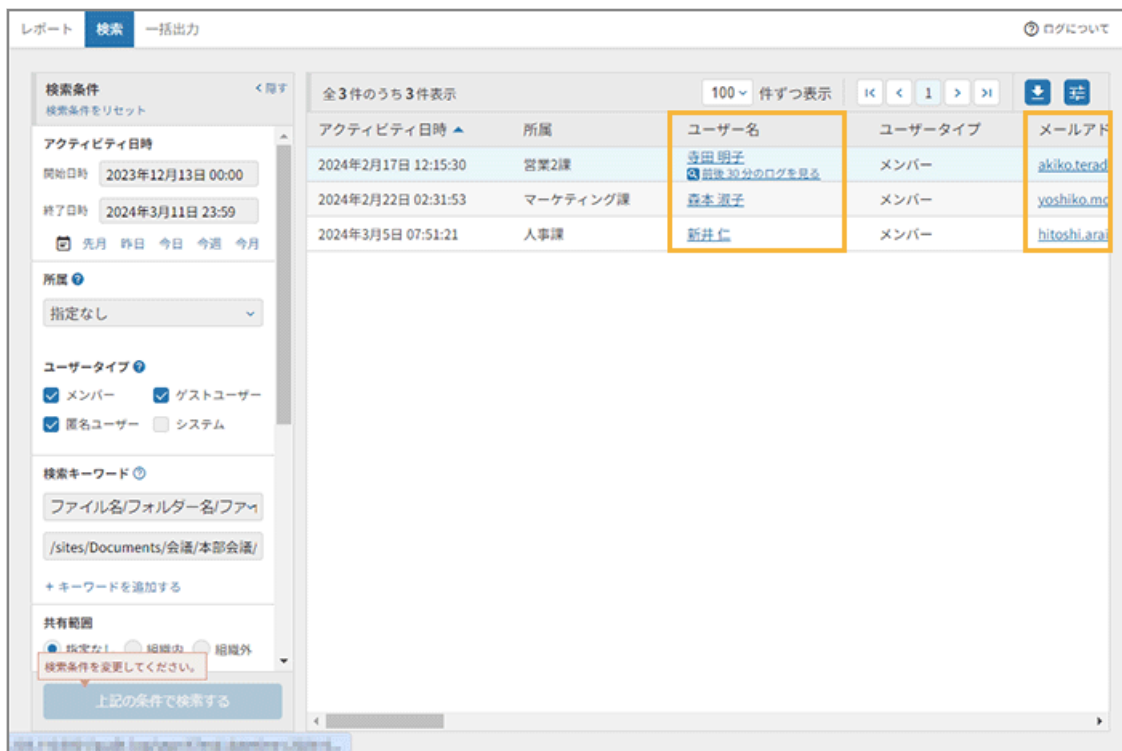 レポート 検索 一括出力 ログについて
検索条件 隠す
検索条件をリセット
アクティビティ日時
開始日時 2023年12月13日 00:00
終了日時 2024年3月11日 23:59
先月 昨日 今日 今週 今月
所属
指定なし
ユーザータイプ
メンバー ゲストユーザー
匿名ユーザー システム
検索キーワード
ファイル名/フォルダー名/ファ
/sites/Documents/会議/本部会議/
+ キーワードを追加する
共有範囲
指定なし 組織内 組織外
検索条件を変更してください。
上記の条件で検索する
全3件のうち3件表示 100 件ずつ表示 1
アクティビティ日時 所属 ユーザー名 ユーザータイプ メールアド
2024年2月17日 12:15:30 営業2課 寺田 明子 メンバー akiko.terad
前後30分のログを見る
2024年2月22日 02:31:53 マーケティング課 森本 淑子 メンバー yoshiko.mo
2024年3月5日 07:51:21 人事課 新井 仁 メンバー hitoshi.arai